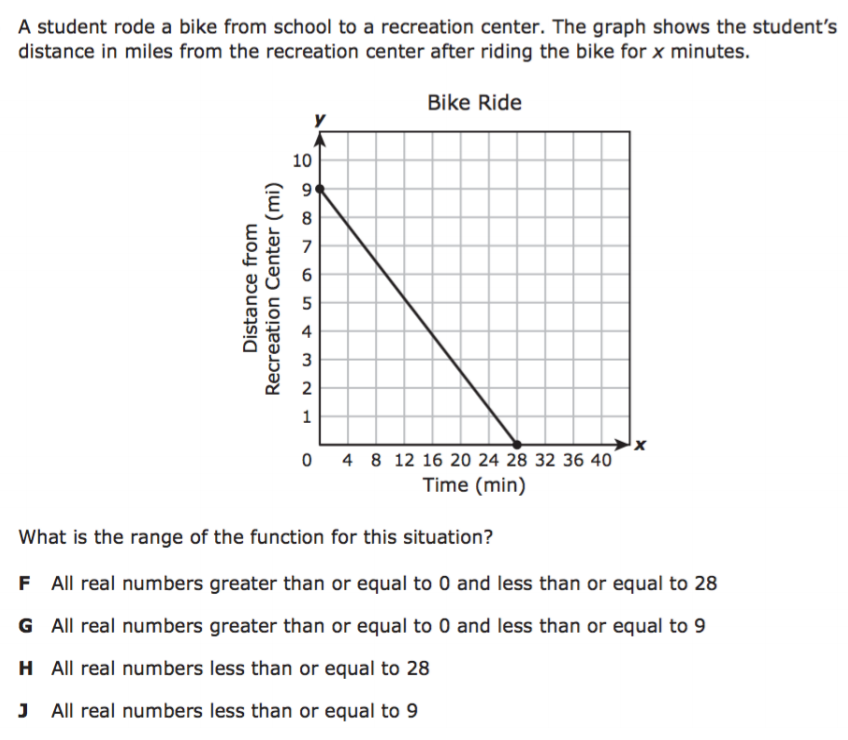 A student rode a bike from school to a recreation center. The graph shows the student's
distance in miles from the recreation center after riding the bike for x minutes.
Bike Ride
y
10
9
8
7
6
5
4
3
2
1
Distance from
Recreation Center (mi)
x
0 4 8 12 16 20 24 28 32 36 40
Time (min)
What is the range of the function for this situation?
F All real numbers greater than or equal to 0 and less than or equal to 28
G All real numbers greater than or equal to 0 and less than or equal to 9
H All real numbers less than or equal to 28
J All real numbers less than or equal to 9